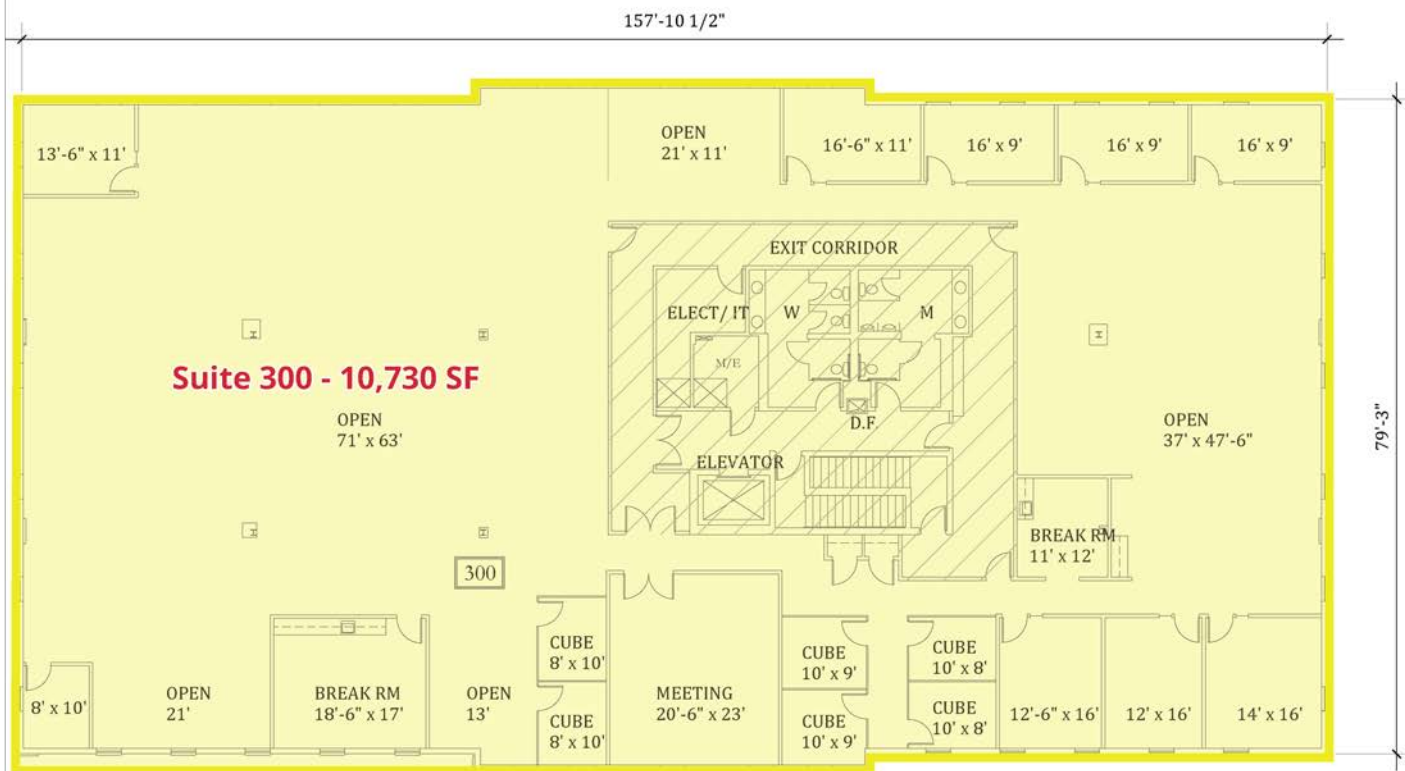 157'-10 1/2"
79'-3"
13'-6" x 11'
OPEN
21' x 11'
16'-6" x 11'
16' x 9'
16' x 9'
16' x 9'
EXIT CORRIDOR
ELECT/ IT
W
M
M/E
D.F.
ELEVATOR
H
H
H
Suite 300 - 10,730 SF
OPEN
71' x 63'
OPEN
37' x 47'-6"
H
H
BREAK RM
11' x 12'
300
CUBE
8' x 10'
CUBE
8' x 10'
8' x 10'
OPEN
21'
BREAK RM
18'-6" x 17'
OPEN
13'
MEETING
20'-6" x 23'
CUBE
10' x 9'
CUBE
10' x 9'
CUBE
10' x 8'
CUBE
10' x 8'
12'-6" x 16'
12' x 16'
14' x 16'